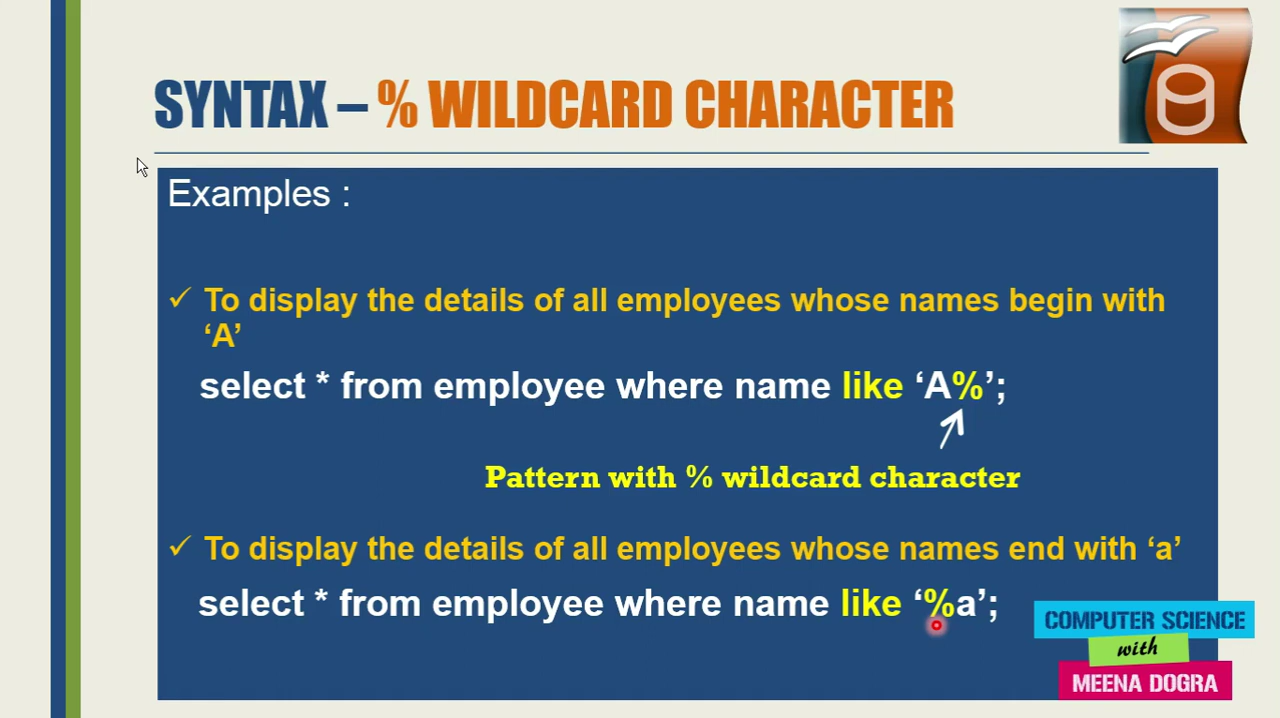 SYNTAX – % WILDCARD CHARACTER
Examples :
✓ To display the details of all employees whose names begin with
‘A’
select * from employee where name like ‘A%’;
Pattern with % wildcard character
✓ To display the details of all employees whose names end with ‘a’
select * from employee where name like ‘%a’;
COMPUTER SCIENCE
with
MEENA DOGRA